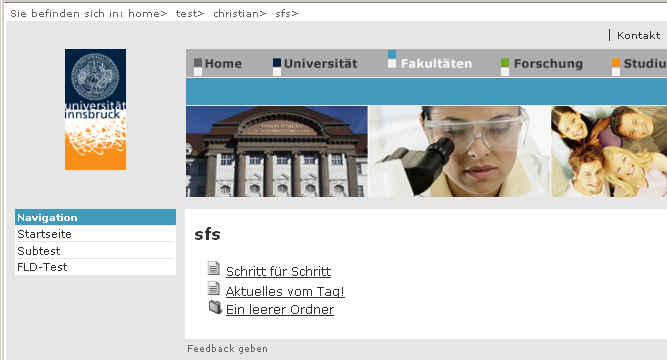 Sie befinden sich in: home> test> christian> sfs>
Kontakt
Home Universität Fakultäten Forschung Studiu
universität
innsbruck
Navigation
Startseite
Subtest
FLD-Test
sfs
Schritt für Schritt
Aktuelles vom Tag!
Ein leerer Ordner
Feedback geben